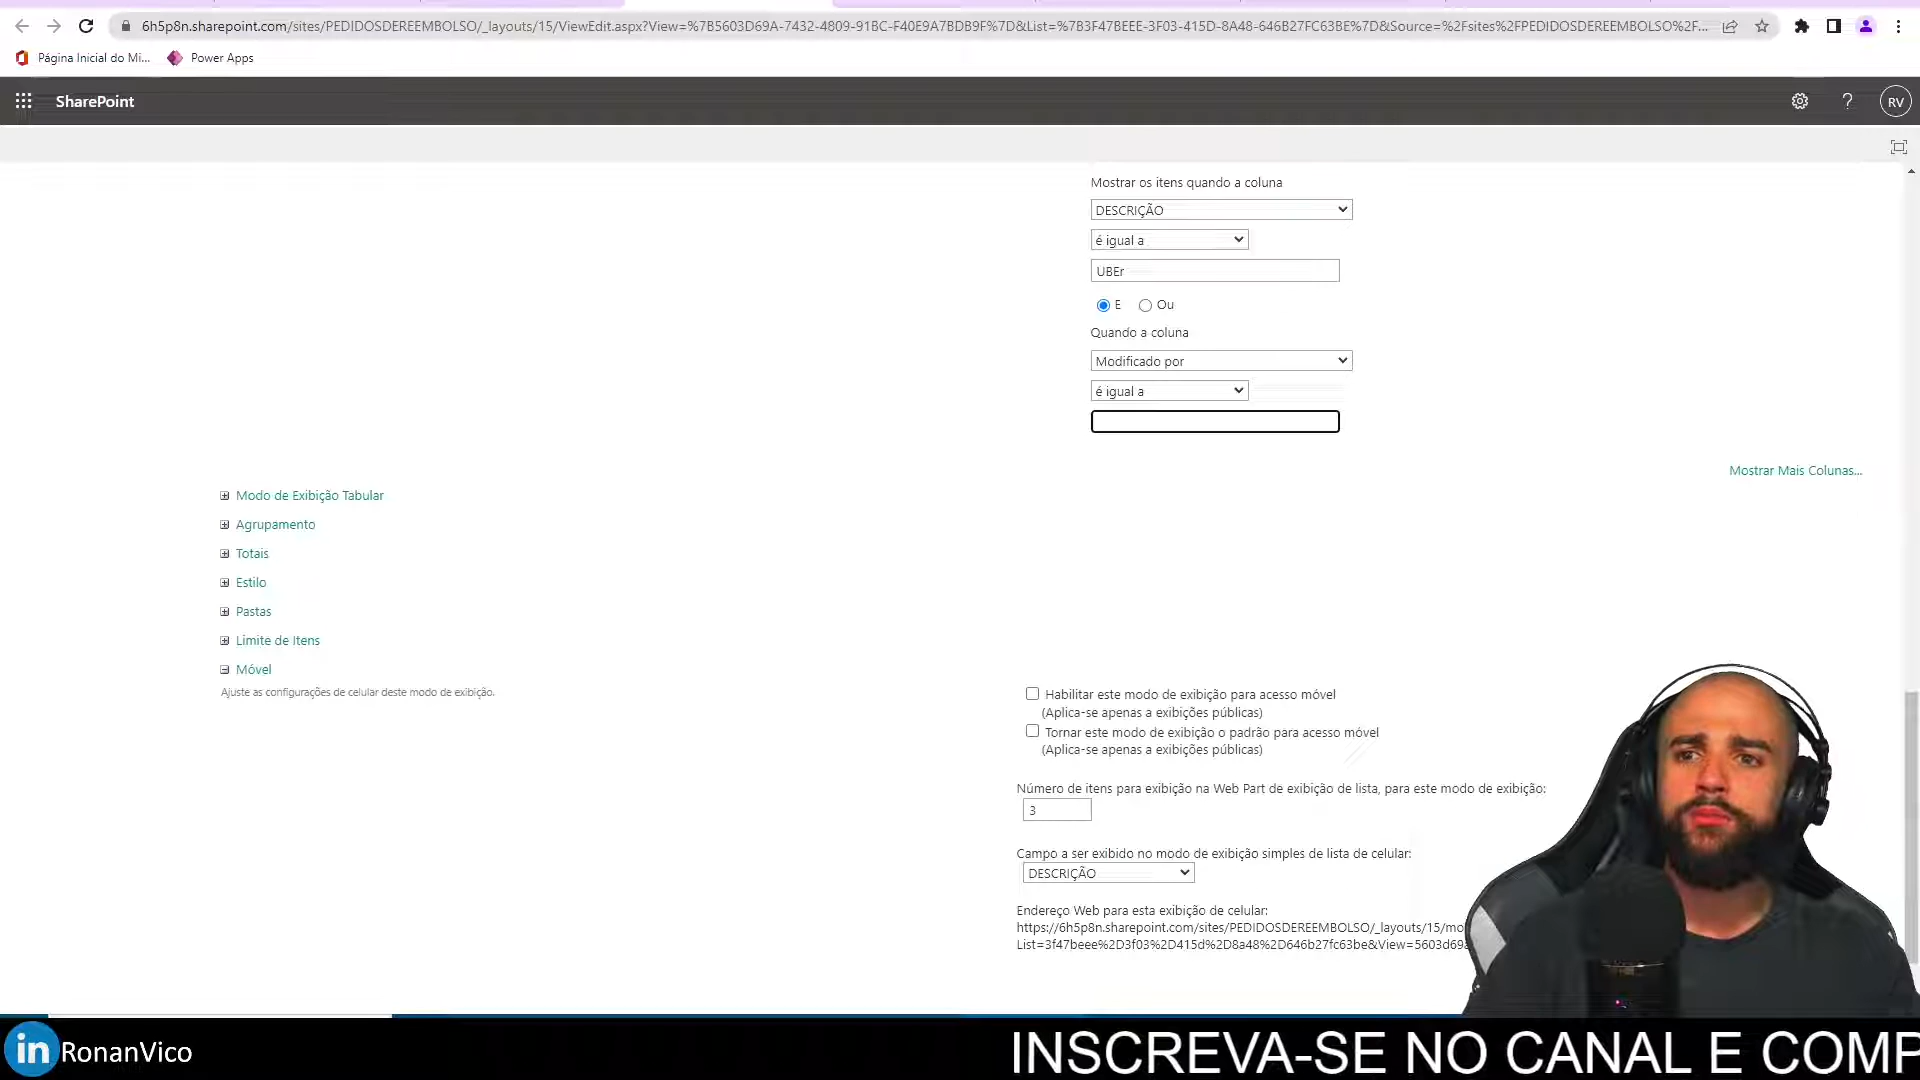 6h5p8n.sharepoint.com/sites/PEDIDOSDEREEMBOLSO/_layouts/15/ViewEdit.aspx?View=%7B5603D69A-7432-4809-91BC-F40E9A7BDB9F%7D&List=%7B3F47BEEE-3F03-415D-8A48-646B27FC63BE%7D&Source=%2Fsites%2FPEDIDOSDEREEMBOLSO%2F...
Página Inicial do Mi... Power Apps
SharePoint ? RV
Mostrar os itens quando a coluna
DESCRIÇÃO
é igual a
UBEr
E Ou
Quando a coluna
Modificado por
é igual a
Mostrar Mais Colunas...
Modo de Exibição Tabular
Agrupamento
Totais
Estilo
Pastas
Limite de Itens
Móvel
Ajuste as configurações de celular deste modo de exibição.
Habilitar este modo de exibição para acesso móvel
(Aplica-se apenas a exibições públicas)
Tornar este modo de exibição o padrão para acesso móvel
(Aplica-se apenas a exibições públicas)
Número de itens para exibição na Web Part de exibição de lista, para este modo de exibição:
3
Campo a ser exibido no modo de exibição simples de lista de celular:
DESCRIÇÃO
Endereço Web para esta exibição de celular:
https://6h5p8n.sharepoint.com/sites/PEDIDOSDEREEMBOLSO/_layouts/15/mo
List=3f47beee%2D3f03%2D415d%2D8a48%2D646b27fc63be&View=5603d69
in RonanVico
INSCREVA-SE NO CANAL E COMP